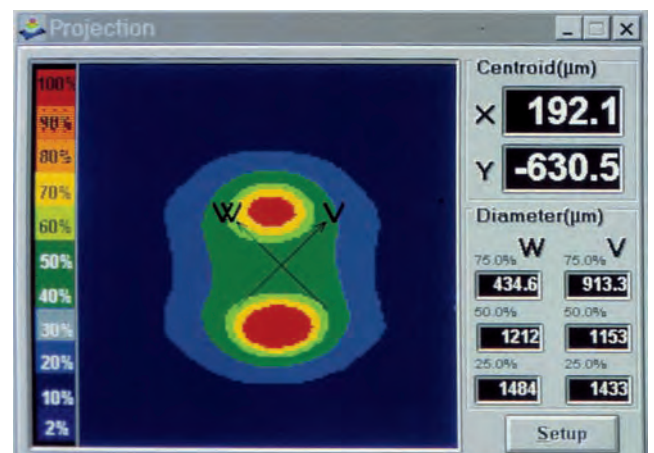 Projection
100%
90%
80%
70%
60%
50%
40%
30%
20%
10%
2%
W V
Centroid(µm)
X 192.1
Y -630.5
Diameter(µm)
W V
75.0% 75.0%
434.6 913.3
50.0% 50.0%
1212 1153
25.0% 25.0%
1484 1433
Setup